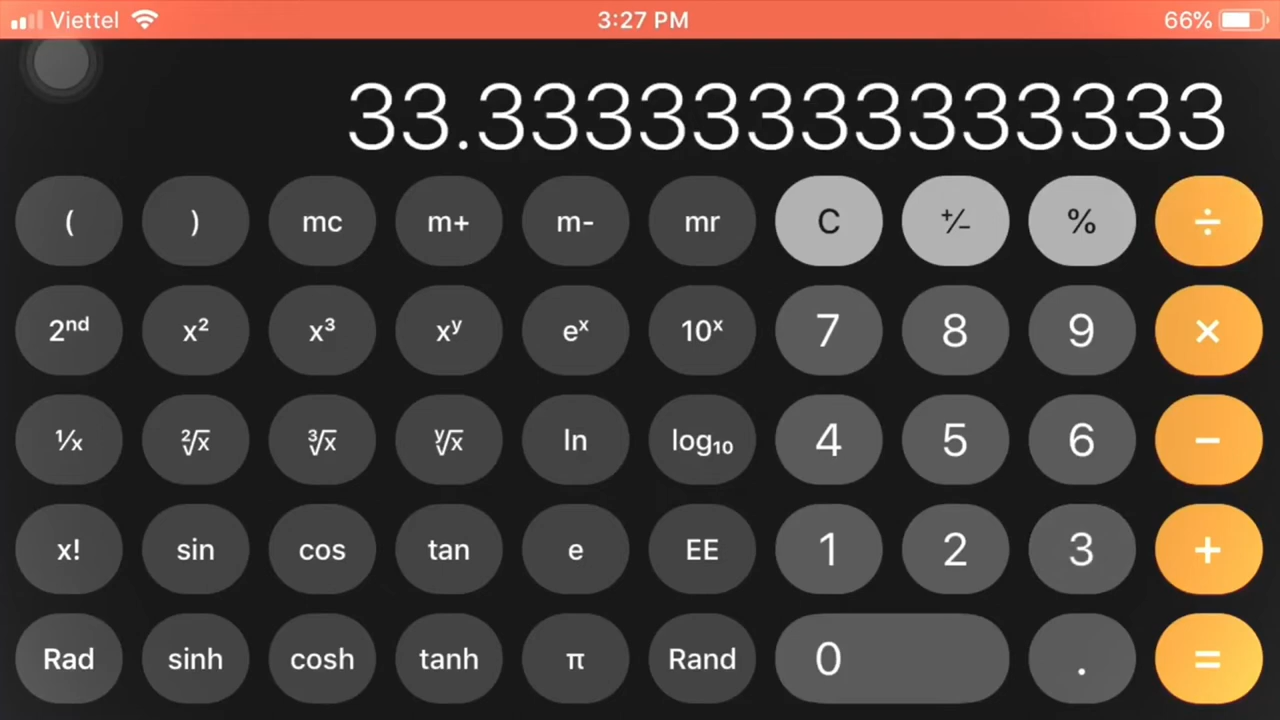 Viettel 3:27 PM 66%
33.33333333333333
( ) mc m+ m- mr C +/- % ÷
2ⁿᵈ x² x³ xʸ eˣ 10ˣ 7 8 9 ×
1/x ²√x ³√x ʸ√x ln log₁₀ 4 5 6 −
x! sin cos tan e EE 1 2 3 +
Rad sinh cosh tanh π Rand 0 . =